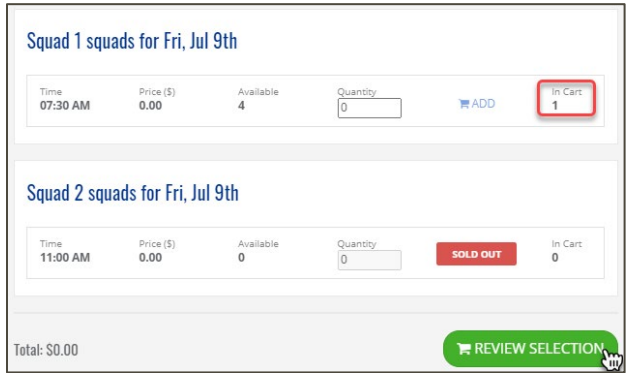 Squad 1 squads for Fri, Jul 9th
Time Price ($) Available Quantity In Cart
07:30 AM 0.00 4 0 ADD 1
Squad 2 squads for Fri, Jul 9th
Time Price ($) Available Quantity In Cart
11:00 AM 0.00 0 0 SOLD OUT 0
Total: $0.00 REVIEW SELECTION